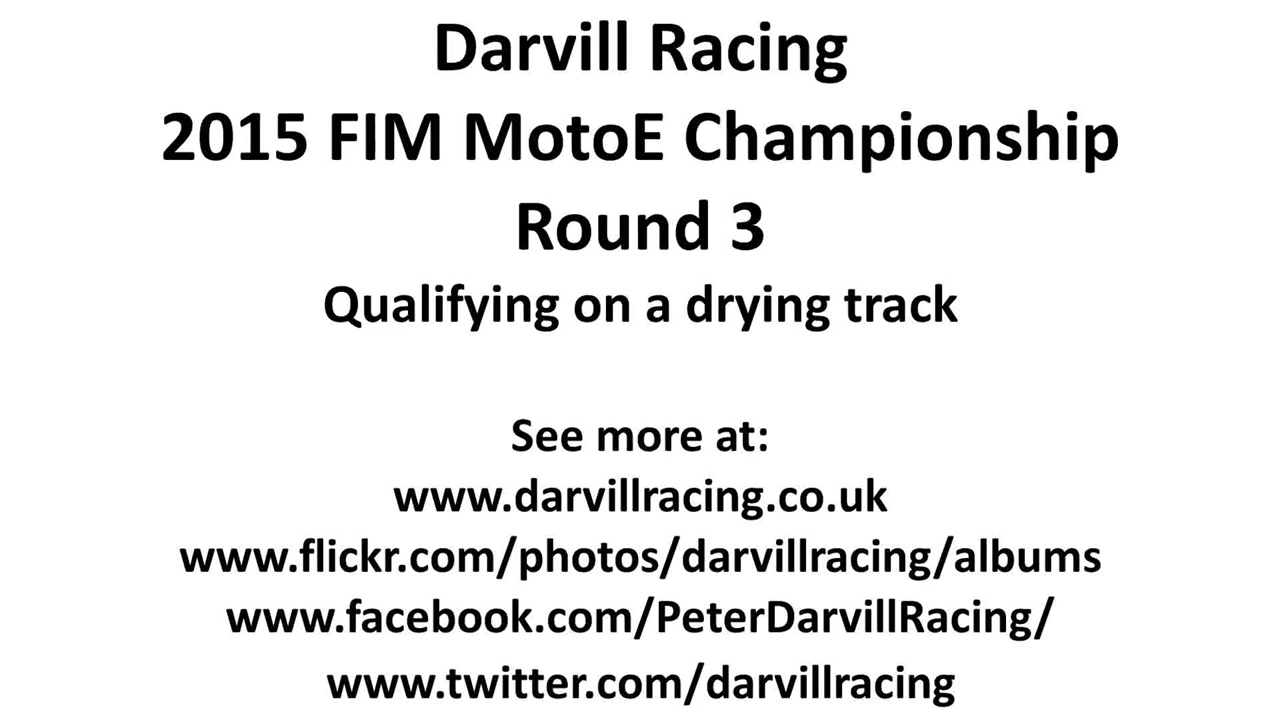 Darvill Racing
2015 FIM MotoE Championship
Round 3
Qualifying on a drying track
See more at:
www.darvillracing.co.uk
www.flickr.com/photos/darvillracing/albums
www.facebook.com/PeterDarvillRacing/
www.twitter.com/darvillracing